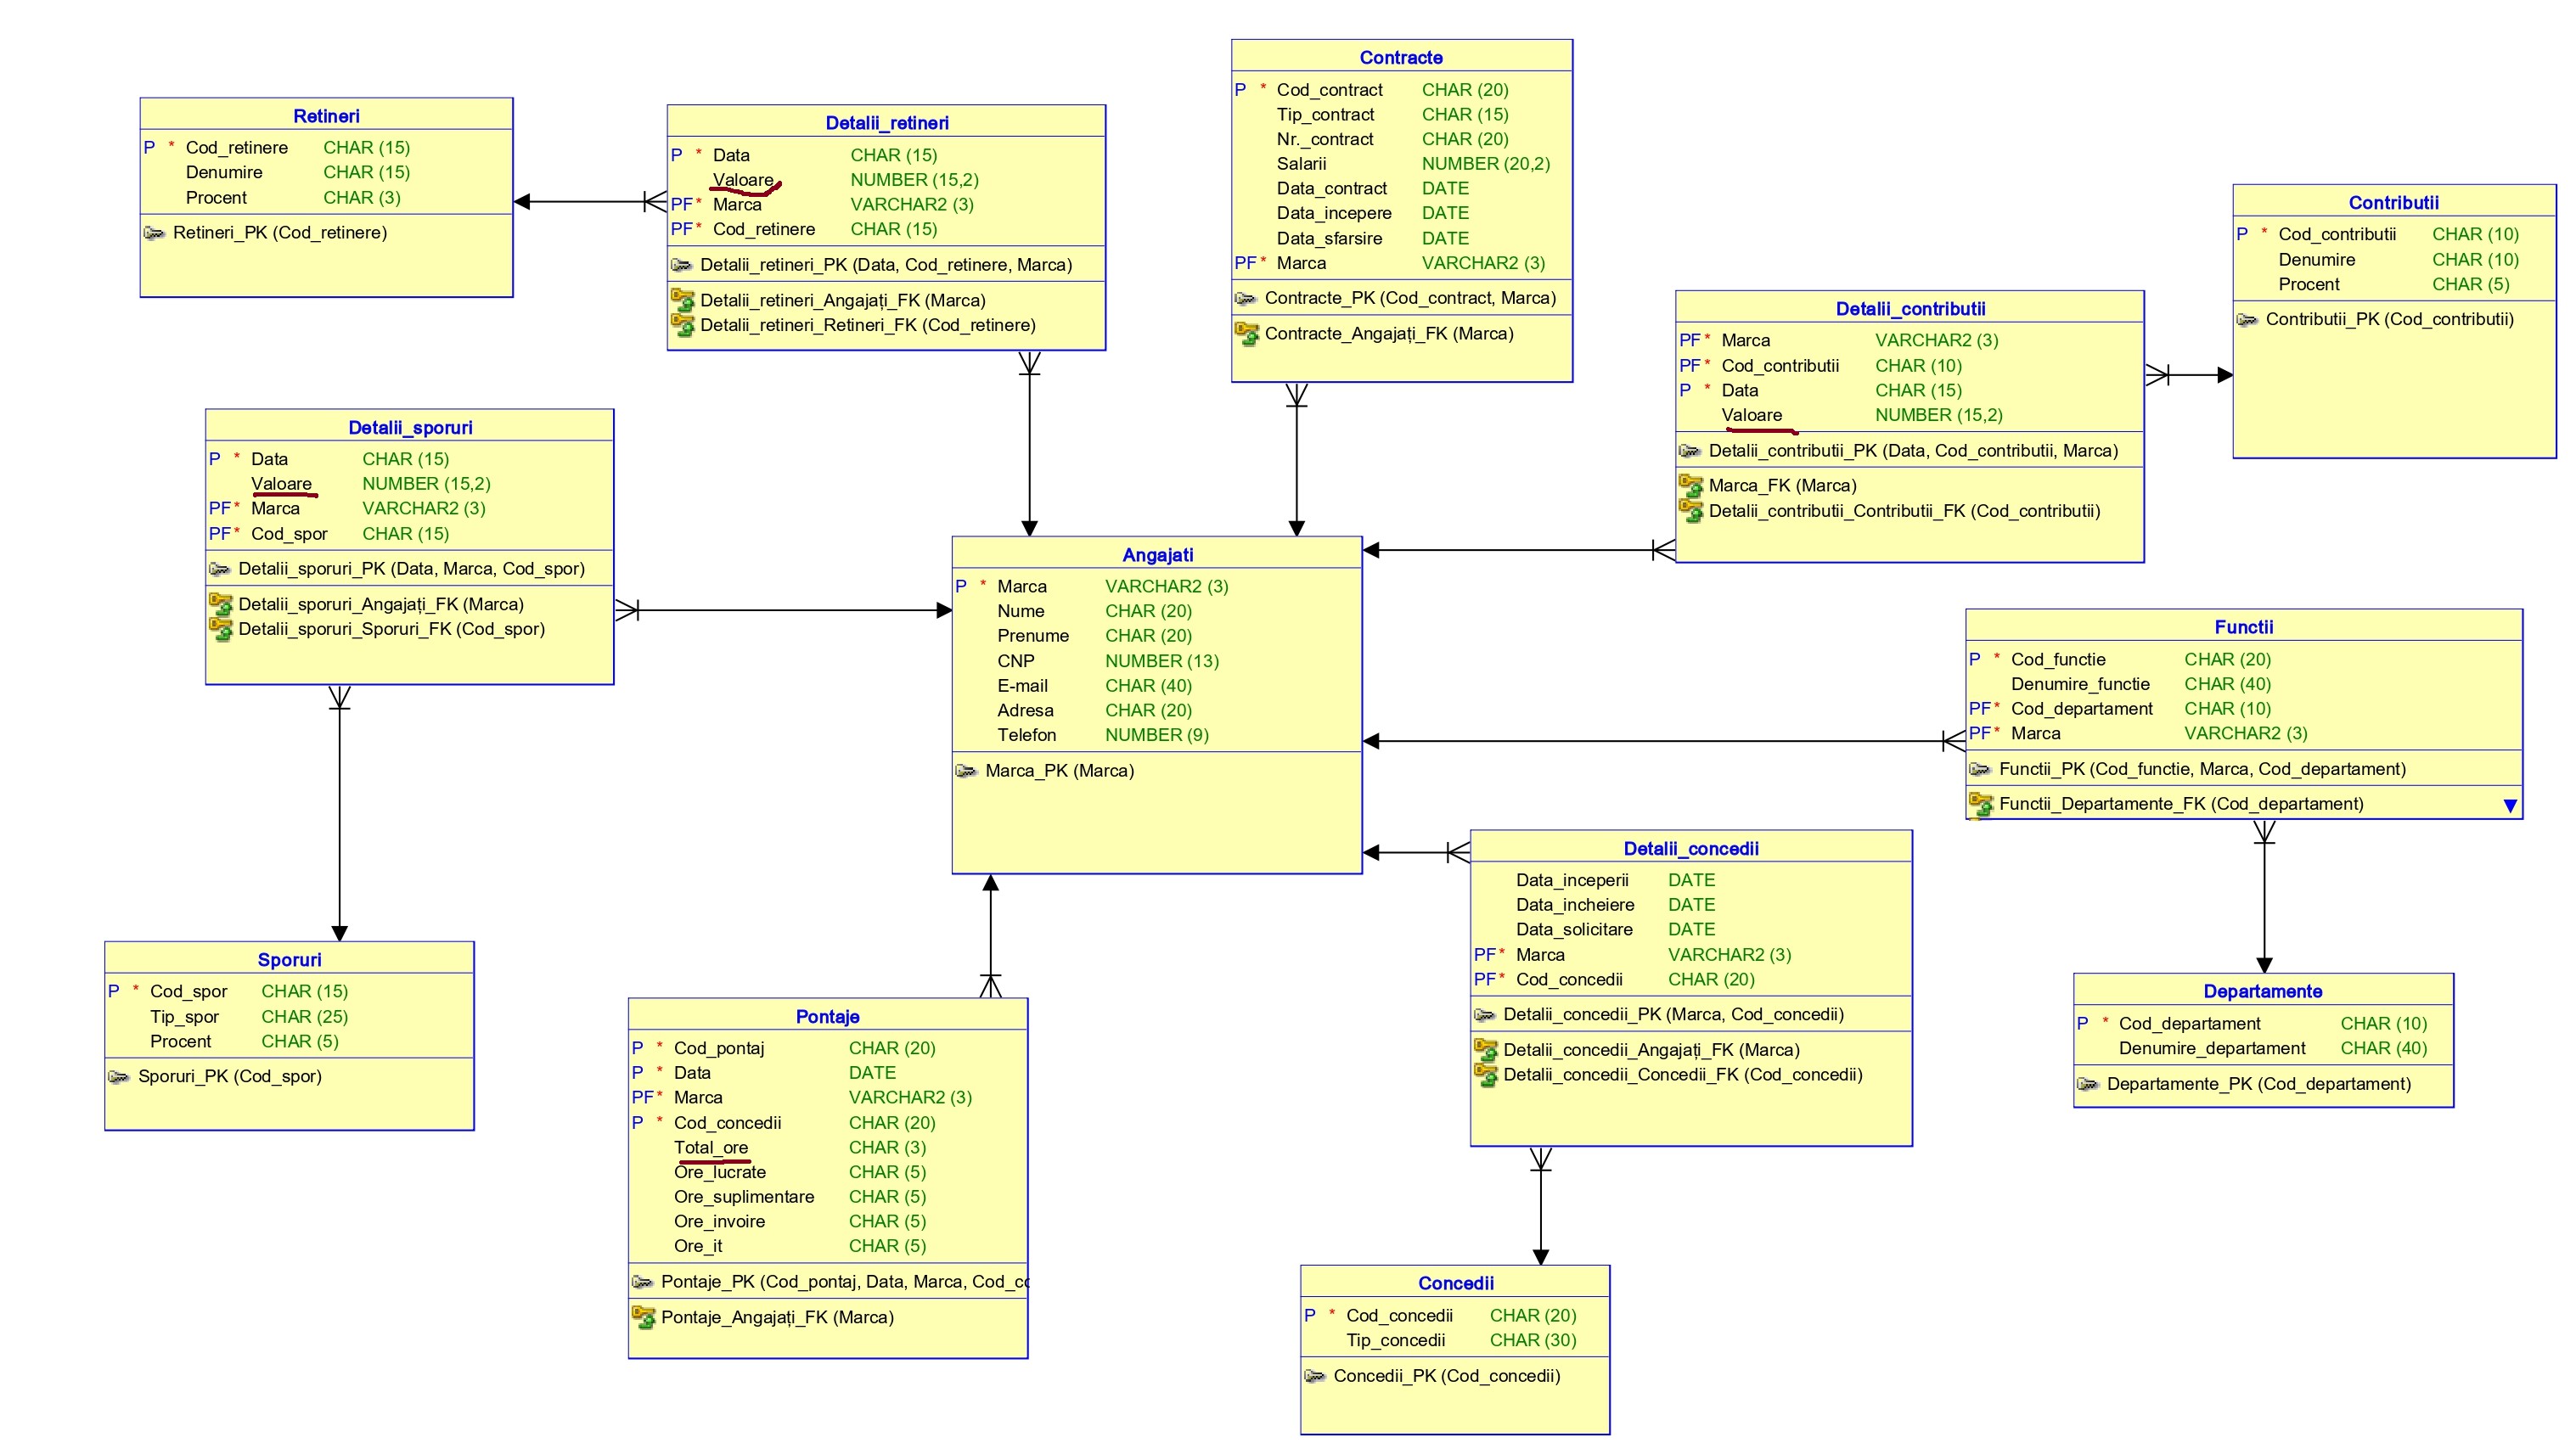 Contracte
P * Cod_contract CHAR (20)
Tip_contract CHAR (15)
Nr._contract CHAR (20)
Salarii NUMBER (20,2)
Data_contract DATE
Data_incepere DATE
Data_sfarsire DATE
PF * Marca VARCHAR2 (3)
Contracte_PK (Cod_contract, Marca)
Contracte_Angajați_FK (Marca)
Retineri
P * Cod_retinere CHAR (15)
Denumire CHAR (15)
Procent CHAR (3)
Retineri_PK (Cod_retinere)
Detalii_retineri
P * Data CHAR (15)
Valoare NUMBER (15,2)
PF * Marca VARCHAR2 (3)
PF * Cod_retinere CHAR (15)
Detalii_retineri_PK (Data, Cod_retinere, Marca)
Detalii_retineri_Angajați_FK (Marca)
Detalii_retineri_Retineri_FK (Cod_retinere)
Contributii
P * Cod_contributii CHAR (10)
Denumire CHAR (10)
Procent CHAR (5)
Contributii_PK (Cod_contributii)
Detalii_contributii
PF * Marca VARCHAR2 (3)
PF * Cod_contributii CHAR (10)
P * Data CHAR (15)
Valoare NUMBER (15,2)
Detalii_contributii_PK (Data, Cod_contributii, Marca)
Marca_FK (Marca)
Detalii_contributii_Contributii_FK (Cod_contributii)
Detalii_sporuri
P * Data CHAR (15)
Valoare NUMBER (15,2)
PF * Marca VARCHAR2 (3)
PF * Cod_spor CHAR (15)
Detalii_sporuri_PK (Data, Marca, Cod_spor)
Detalii_sporuri_Angajați_FK (Marca)
Detalii_sporuri_Sporuri_FK (Cod_spor)
Angajati
P * Marca VARCHAR2 (3)
Nume CHAR (20)
Prenume CHAR (20)
CNP NUMBER (13)
E-mail CHAR (40)
Adresa CHAR (20)
Telefon NUMBER (9)
Marca_PK (Marca)
Functii
P * Cod_functie CHAR (20)
Denumire_functie CHAR (40)
PF * Cod_departament CHAR (10)
PF * Marca VARCHAR2 (3)
Functii_PK (Cod_functie, Marca, Cod_departament)
Functii_Departamente_FK (Cod_departament)
Detalii_concedii
Data_inceperii DATE
Data_incheiere DATE
Data_solicitare DATE
PF * Marca VARCHAR2 (3)
PF * Cod_concedii CHAR (20)
Detalii_concedii_PK (Marca, Cod_concedii)
Detalii_concedii_Angajați_FK (Marca)
Detalii_concedii_Concedii_FK (Cod_concedii)
Sporuri
P * Cod_spor CHAR (15)
Tip_spor CHAR (25)
Procent CHAR (5)
Sporuri_PK (Cod_spor)
Pontaje
P * Cod_pontaj CHAR (20)
P * Data DATE
PF * Marca VARCHAR2 (3)
P * Cod_concedii CHAR (20)
Total_ore CHAR (3)
Ore_lucrate CHAR (5)
Ore_suplimentare CHAR (5)
Ore_invoire CHAR (5)
Ore_it CHAR (5)
Pontaje_PK (Cod_pontaj, Data, Marca, Cod_co
Pontaje_Angajați_FK (Marca)
Departamente
P * Cod_departament CHAR (10)
Denumire_departament CHAR (40)
Departamente_PK (Cod_departament)
Concedii
P * Cod_concedii CHAR (20)
Tip_concedii CHAR (30)
Concedii_PK (Cod_concedii)